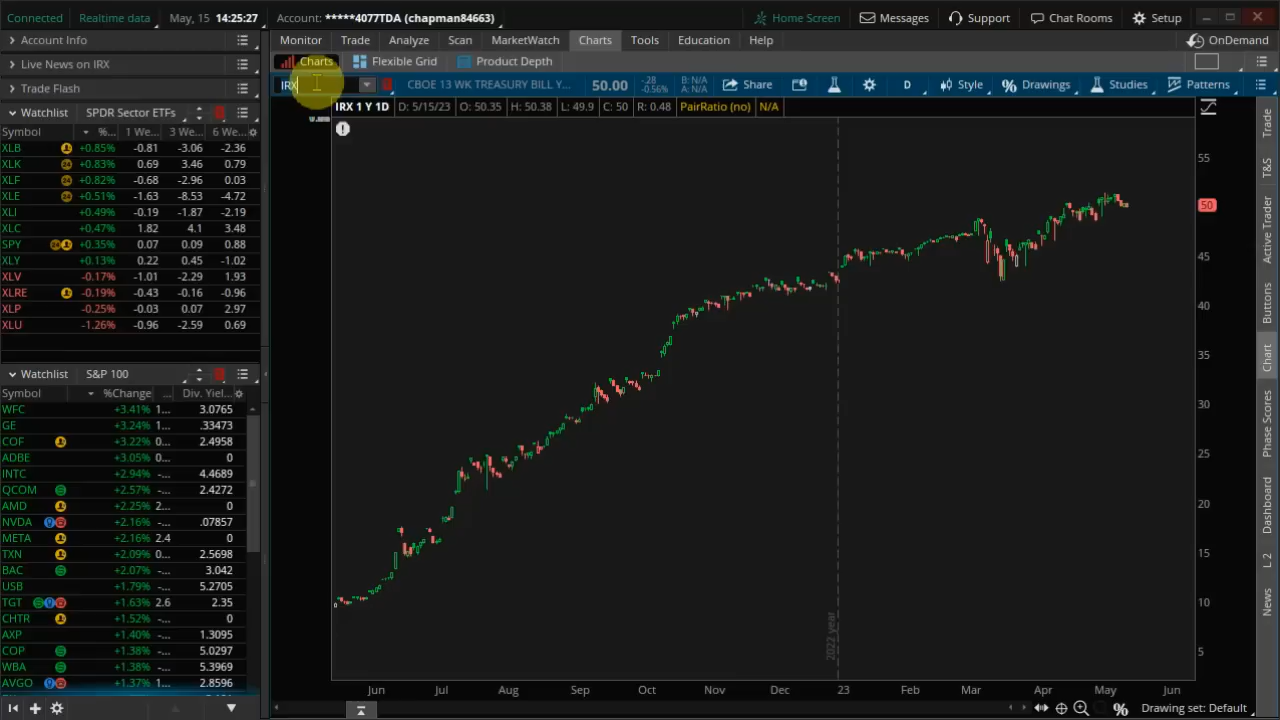 Connected Realtime data May, 15 14:25:27 Account: *****4077TDA (chapman84663) Home Screen Messages Support Chat Rooms Setup
Account Info
Live News on IRX
Trade Flash
Monitor Trade Analyze Scan MarketWatch Charts Tools Education Help OnDemand
Charts Flexible Grid Product Depth
IRX CBOE 13 WK TREASURY BILL Y... 50.00 -.28 -0.56% B: N/A A: N/A Share D Style Drawings Studies Patterns
IRX 1 Y 1D D: 5/15/23 O: 50.35 H: 50.38 L: 49.9 C: 50 R: 0.48 PairRatio (no) N/A
Watchlist SPDR Sector ETFs
Symbol %... 1 We... 3 We... 6 We...
XLB +0.85% -0.81 -3.06 -2.36
XLK +0.83% 0.69 3.46 0.79
XLF +0.82% -0.68 -2.96 0.03
XLE +0.51% -1.63 -8.53 -4.72
XLI +0.49% -0.19 -1.87 -2.19
XLC +0.47% 1.82 4.1 3.48
SPY +0.35% 0.07 0.09 0.88
XLY +0.13% 0.22 0.45 -1.02
XLV -0.17% -1.01 -2.29 1.93
XLRE -0.19% -0.43 -0.16 -0.96
XLP -0.25% -0.03 0.07 2.97
XLU -1.26% -0.96 -2.59 0.69
Watchlist S&P 100
Symbol %Change ... Div. Yiel...
WFC +3.41% 1... 3.0765
GE +3.24% 1... .33473
COF +3.22% 0... 2.4958
ADBE +3.05% 0... 0
INTC +2.94% -... 4.4689
QCOM +2.57% -... 2.4272
AMD +2.25% 2... 0
NVDA +2.16% -... .07857
META +2.16% 2.4 0
TXN +2.09% 0... 2.5698
BAC +2.07% -... 3.042
USB +1.79% -... 5.2705
TGT +1.63% 2.6 2.35
CHTR +1.52% -... 0
AXP +1.40% -... 1.3095
COP +1.38% -... 5.0297
WBA +1.38% -... 5.3969
AVGO +1.37% 1... 2.8596
55
50
45
40
35
30
25
20
15
10
5
2022 year
Jun Jul Aug Sep Oct Nov Dec 23 Feb Mar Apr May Jun
Drawing set: Default
Trade
T&S
Active Trader
Buttons
Chart
Phase Scores
Dashboard
L 2
News